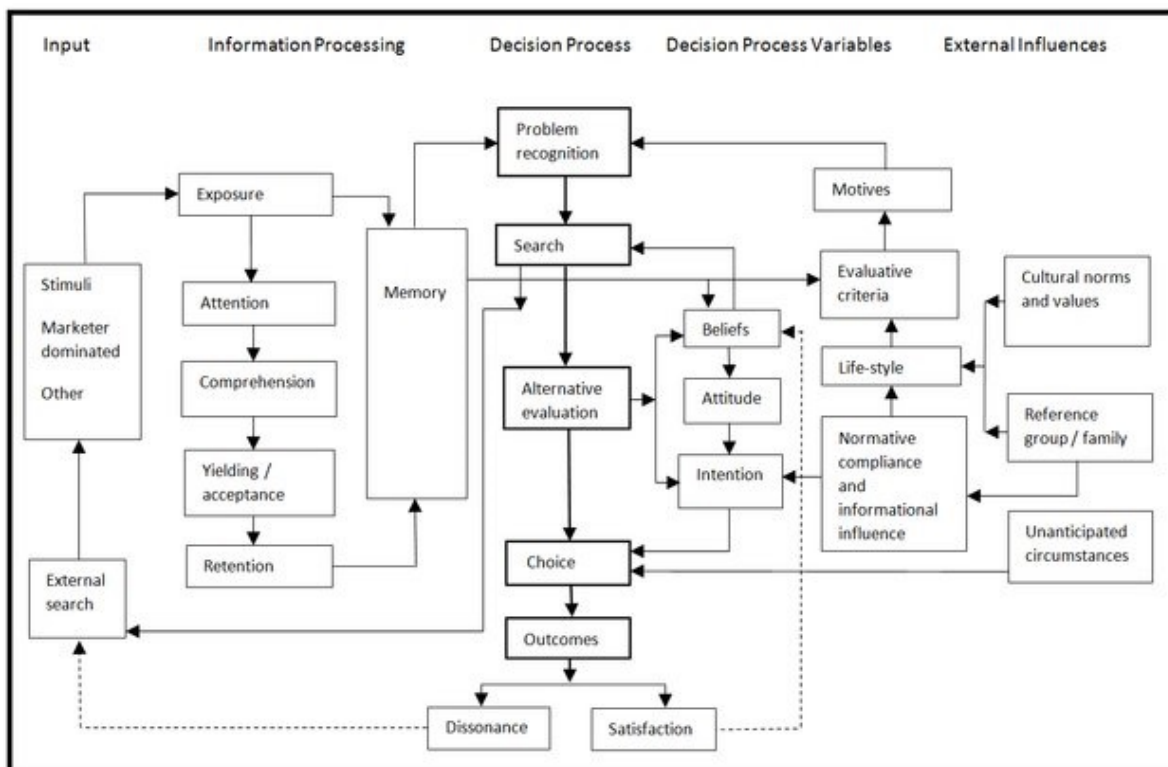 Input
Information Processing
Decision Process
Decision Process Variables
External Influences
Stimuli
Marketer
dominated
Other
External
search
Exposure
Attention
Comprehension
Yielding /
acceptance
Retention
Memory
Problem
recognition
Search
Alternative
evaluation
Choice
Outcomes
Dissonance
Satisfaction
Beliefs
Attitude
Intention
Motives
Evaluative
criteria
Life-style
Normative
compliance
and
informational
influence
Cultural norms
and values
Reference
group / family
Unanticipated
circumstances